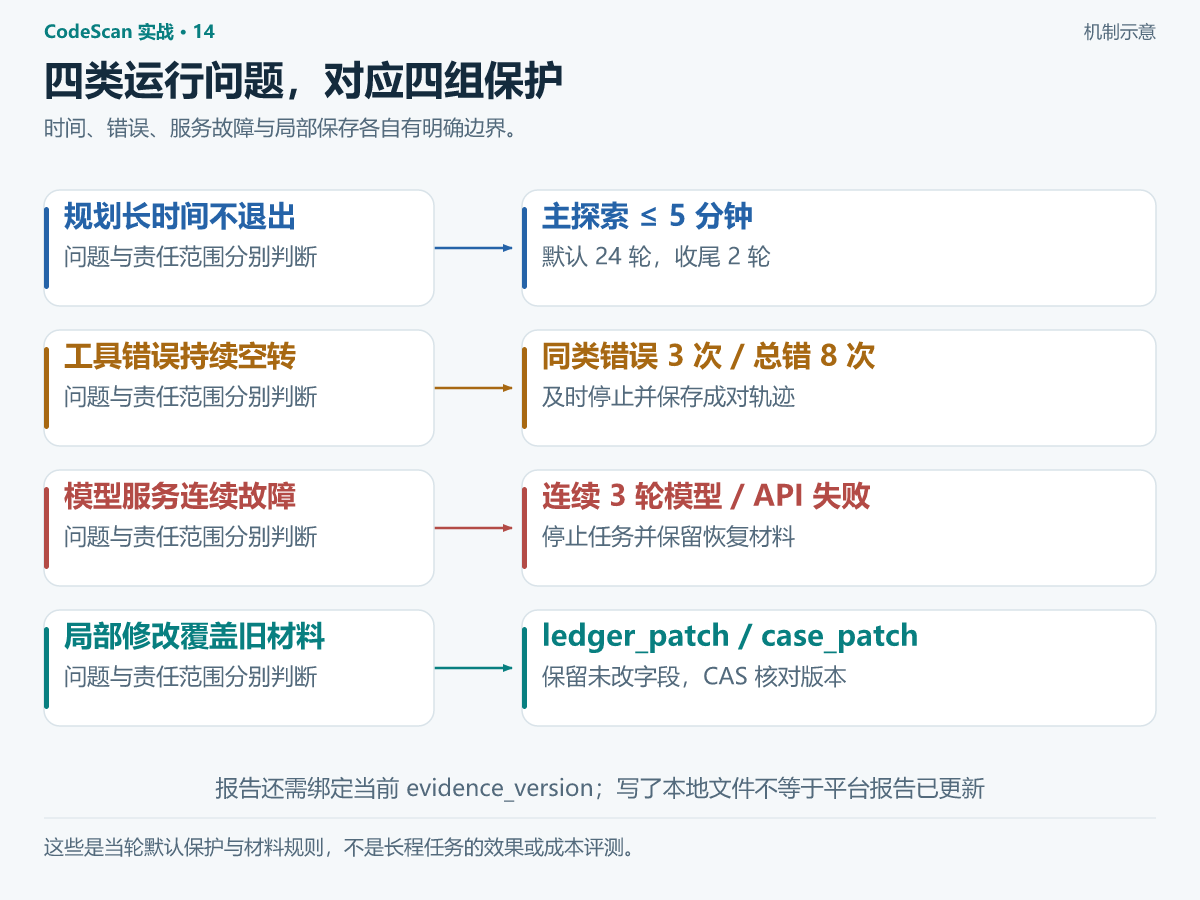 CodeScan 实战 • 14
机制示意
四类运行问题，对应四组保护
时间、错误、服务故障与局部保存各自有明确边界。
规划长时间不退出
问题与责任范围分别判断
主探索 ≤ 5 分钟
默认 24 轮，收尾 2 轮
工具错误持续空转
问题与责任范围分别判断
同类错误 3 次 / 总错 8 次
及时停止并保存成对轨迹
模型服务连续故障
问题与责任范围分别判断
连续 3 轮模型 / API 失败
停止任务并保留恢复材料
局部修改覆盖旧材料
问题与责任范围分别判断
ledger_patch / case_patch
保留未改字段，CAS 核对版本
报告还需绑定当前 evidence_version；写了本地文件不等于平台报告已更新
这些是当轮默认保护与材料规则，不是长程任务的效果或成本评测。